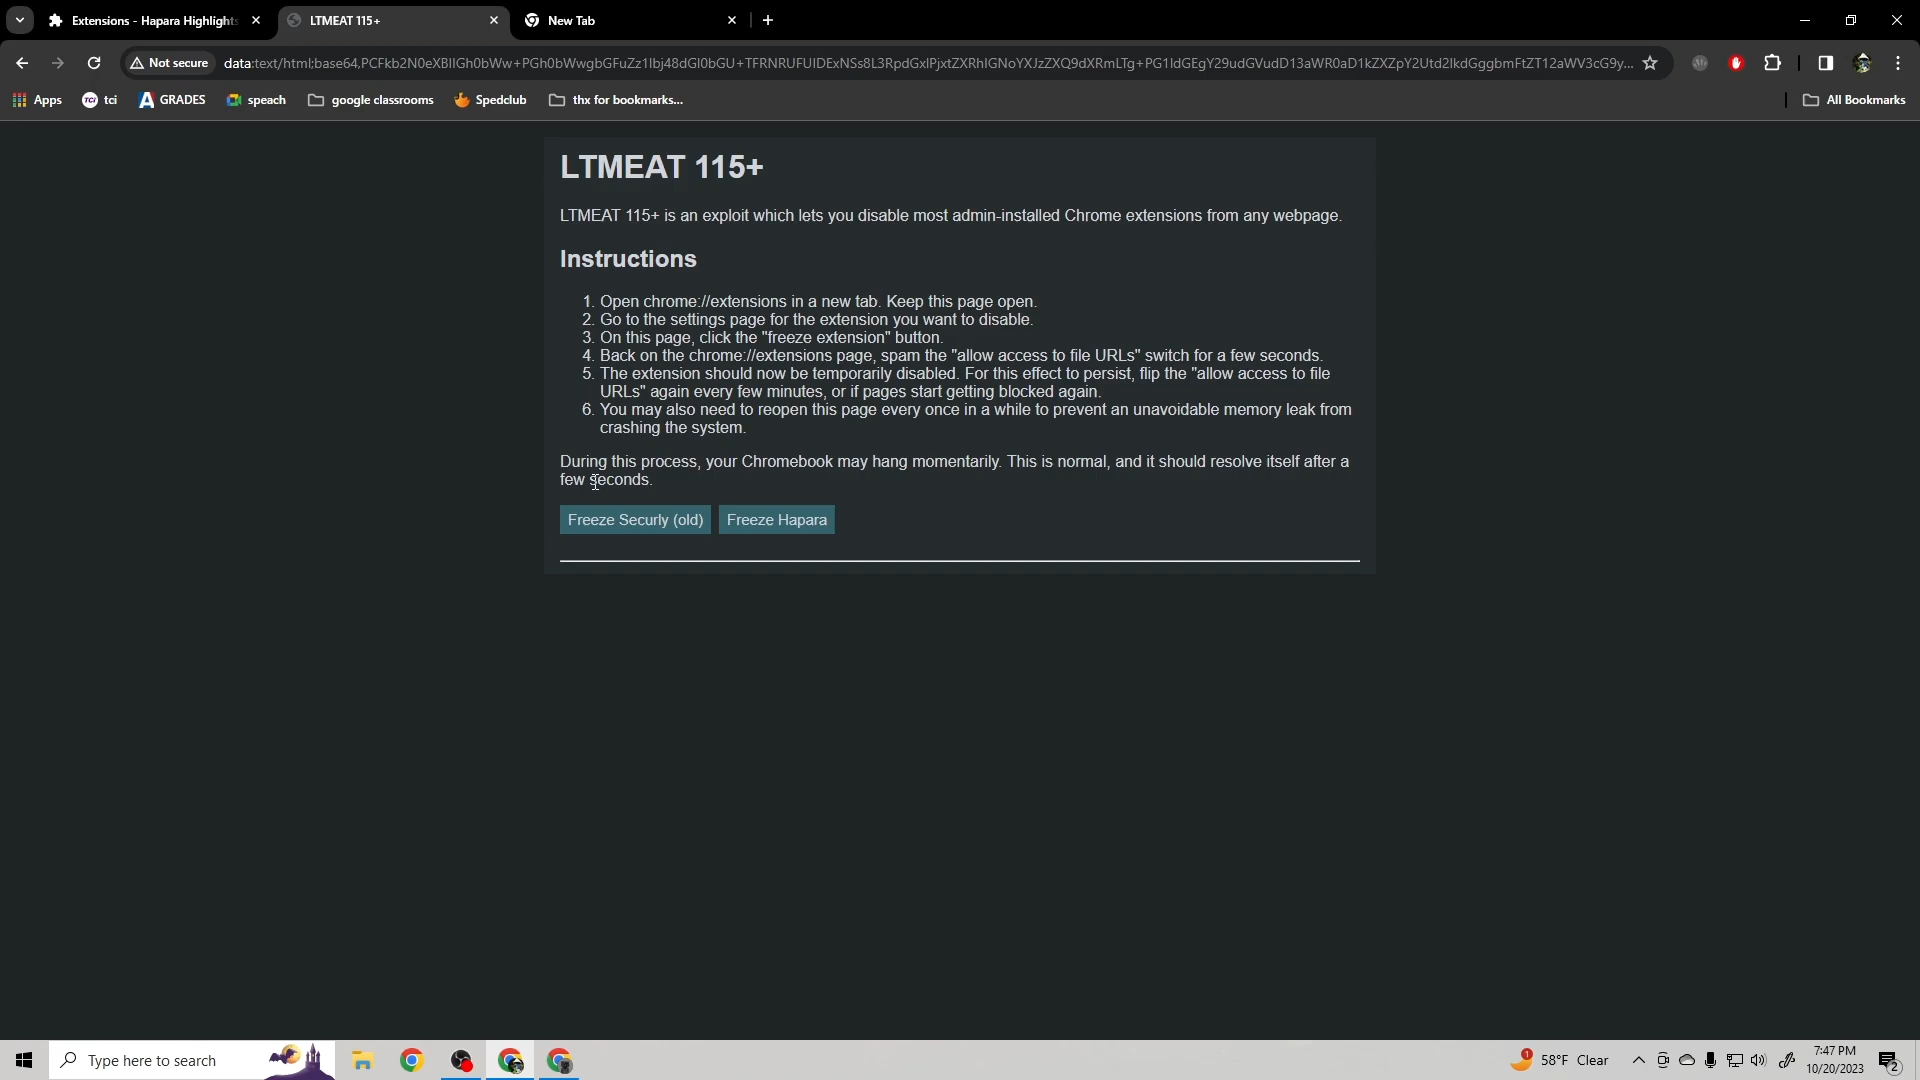 Extensions - Hapara Highlights
LTMEAT 115+
New Tab
Not secure
data:text/html;base64,
Apps
tci
GRADES
speach
google classrooms
Spedclub
thx for bookmarks...
All Bookmarks
LTMEAT 115+
LTMEAT 115+ is an exploit which lets you disable most admin-installed Chrome extensions from any webpage.
Instructions
1. Open chrome://extensions in a new tab. Keep this page open.
2. Go to the settings page for the extension you want to disable.
3. On this page, click the "freeze extension" button.
4. Back on the chrome://extensions page, spam the "allow access to file URLs" switch for a few seconds.
5. The extension should now be temporarily disabled. For this effect to persist, flip the "allow access to file
URLs" again every few minutes, or if pages start getting blocked again.
6. You may also need to reopen this page every once in a while to prevent an unavoidable memory leak from
crashing the system.
During this process, your Chromebook may hang momentarily. This is normal, and it should resolve itself after a
few seconds.
Freeze Securly (old)
Freeze Hapara
Type here to search
1
58°F Clear
7:47 PM
10/20/2023
2